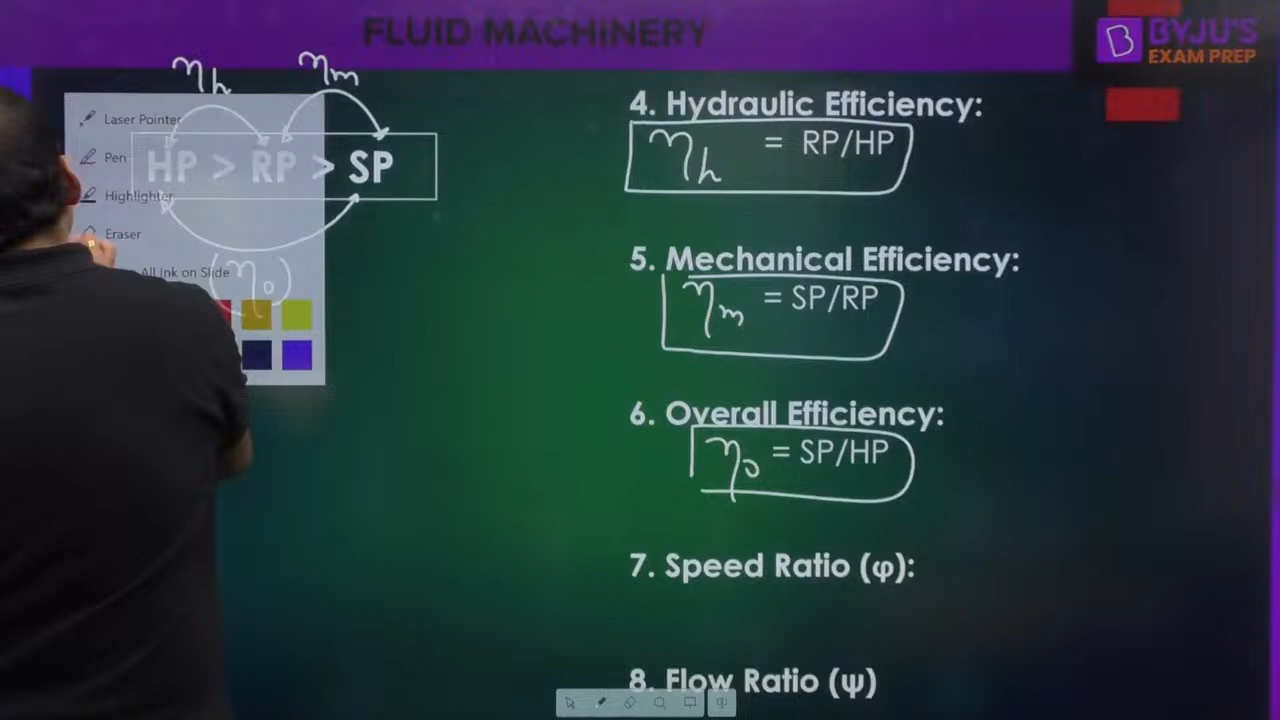 FLUID MACHINERY
BYJU'S
EXAM PREP
ηh ηm
Laser Pointer
Pen
Highlighter
Eraser
All Ink on Slide
HP > RP > SP
(ηo)
4. Hydraulic Efficiency:
ηh = RP/HP
5. Mechanical Efficiency:
ηm = SP/RP
6. Overall Efficiency:
ηo = SP/HP
7. Speed Ratio (φ):
8. Flow Ratio (ψ)